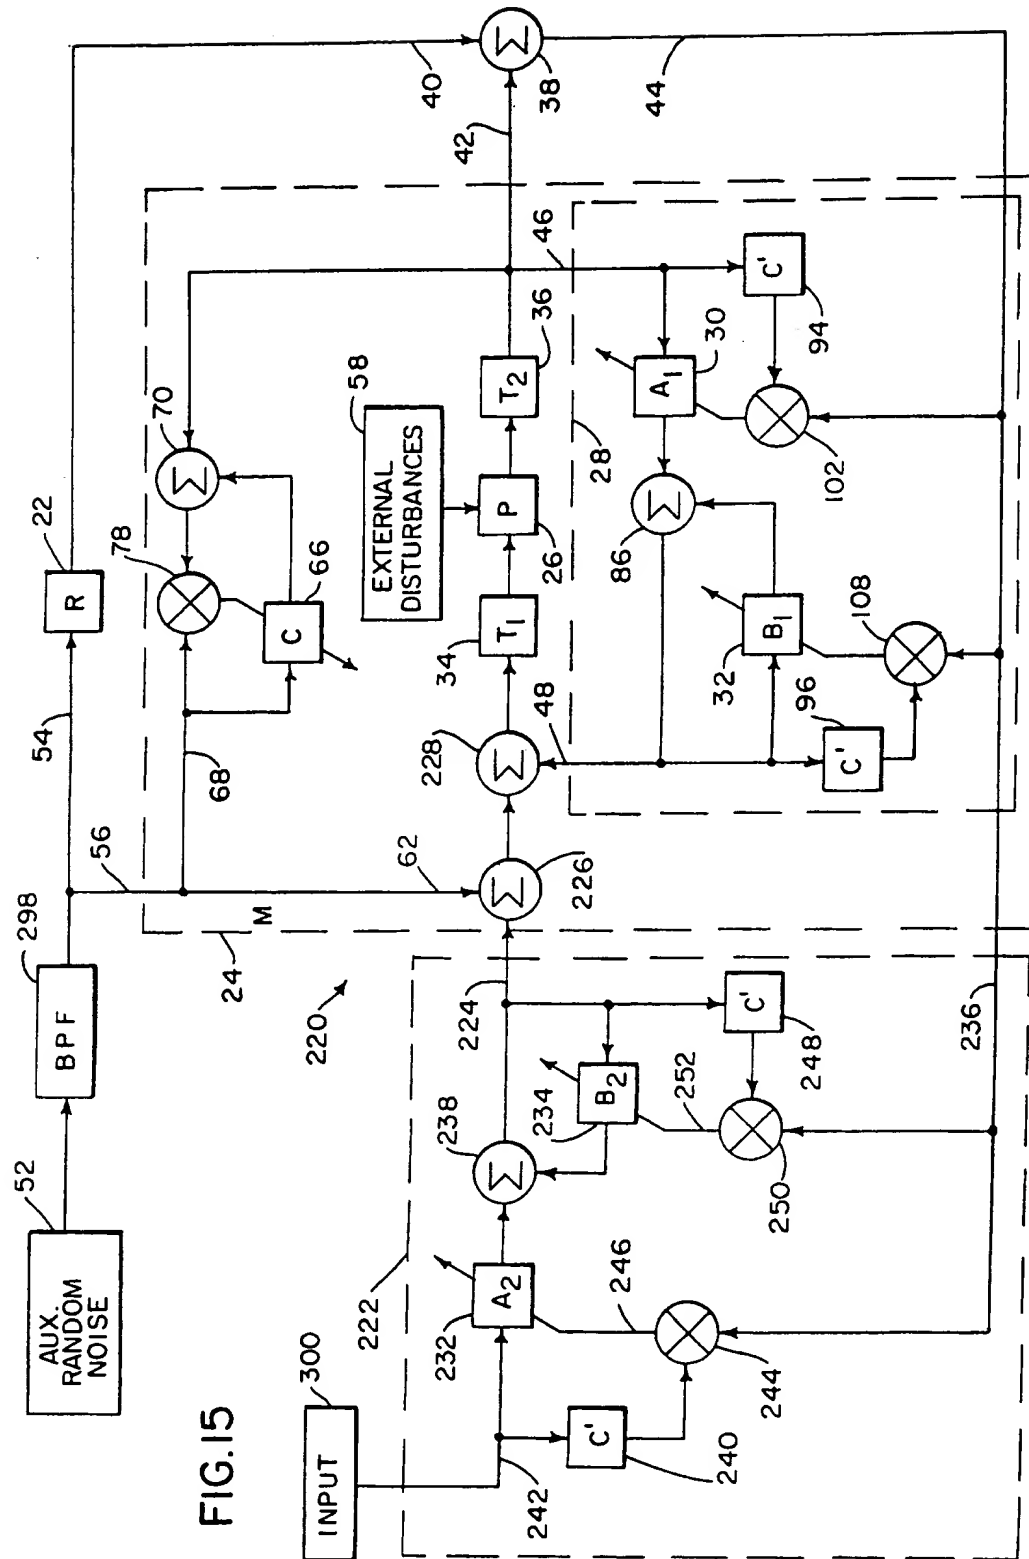 FIG.15
AUX.
RANDOM
NOISE
52
BPF
298
54
R
22
40
Σ
38
44
56
24
M
68
78
70
Σ
C
66
62
42
EXTERNAL
DISTURBANCES
58
220
INPUT
300
222
242
A2
232
Σ
238
224
Σ
226
Σ
228
T1
34
P
26
T2
36
46
48
28
C'
240
246
244
B2
234
252
250
C'
248
236
Σ
86
A1
30
C'
94
102
B1
32
C'
96
108